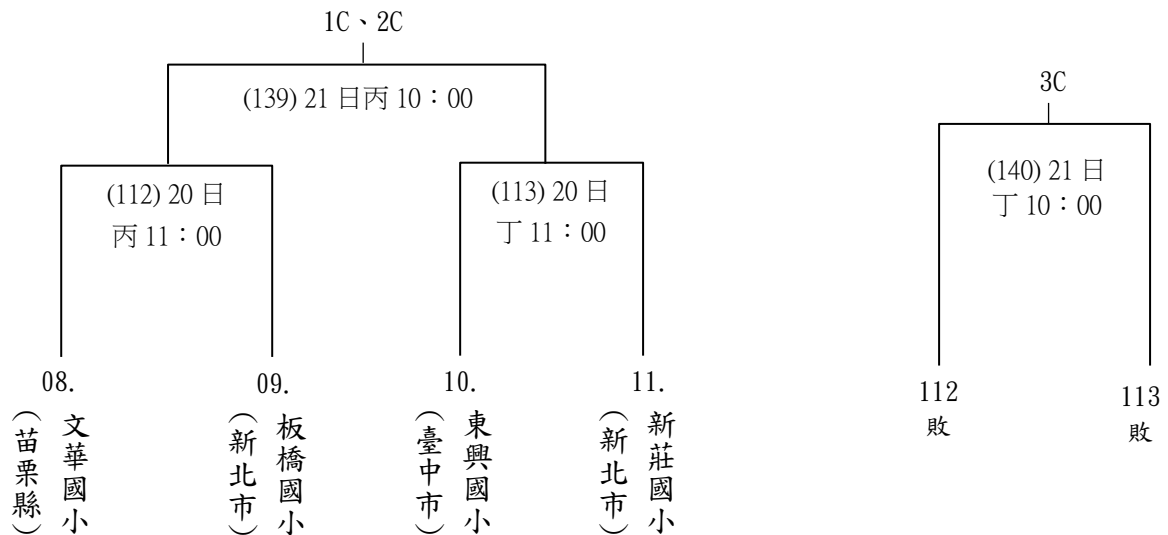 1C、2C
(139) 21 日丙 10：00
(112) 20 日
丙 11：00
(113) 20 日
丁 11：00
08.
文華國小
（苗栗縣）
09.
板橋國小
（新北市）
10.
東興國小
（臺中市）
11.
新莊國小
（新北市）
3C
(140) 21 日
丁 10：00
112
敗
113
敗